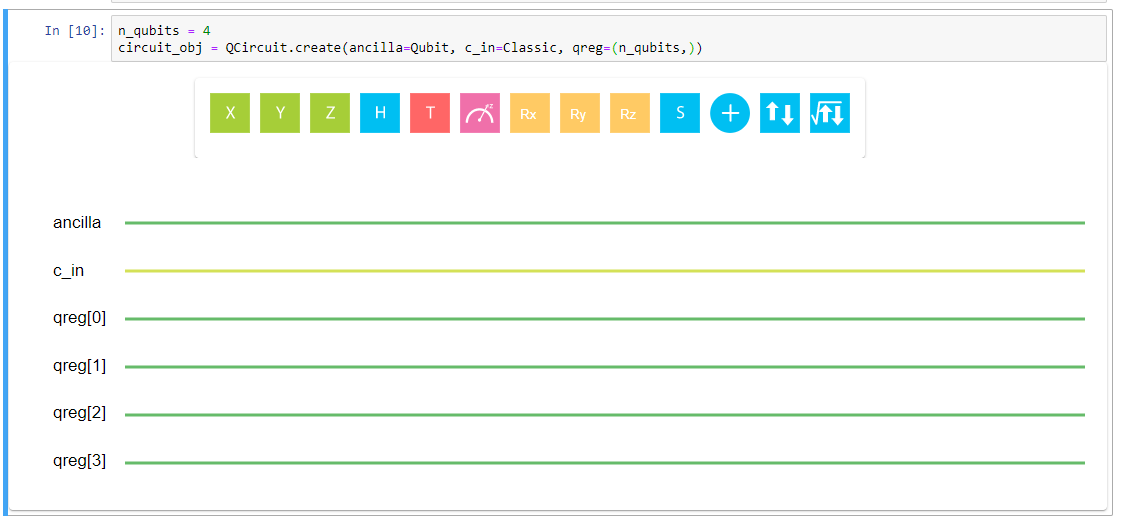 In [10]: n_qubits = 4
circuit_obj = QCircuit.create(ancilla=Qubit, c_in=Classic, qreg=(n_qubits,))
X Y Z H T z Rx Ry Rz S
ancilla
c_in
qreg[0]
qreg[1]
qreg[2]
qreg[3]